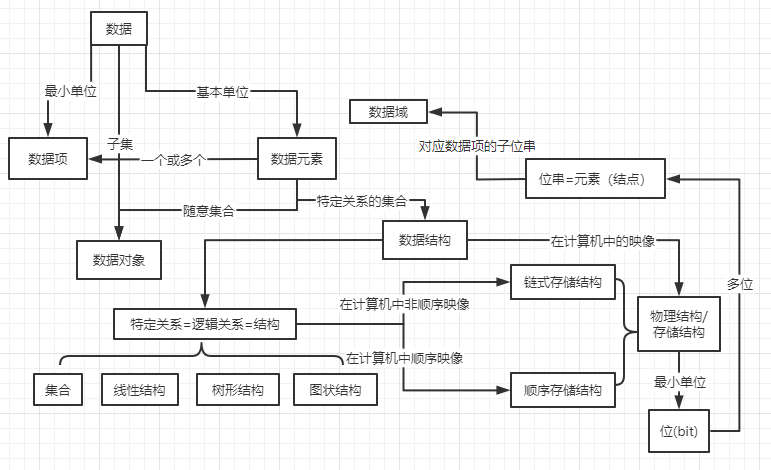 数据
最小单位
基本单位
数据域
子集
对应数据项的子位串
数据项
一个或多个
数据元素
位串=元素（结点）
随意集合
特定关系的集合
数据对象
数据结构
在计算机中的映像
链式存储结构
多位
在计算机中非顺序映像
特定关系=逻辑关系=结构
物理结构/
存储结构
在计算机中顺序映像
集合
线性结构
树形结构
图状结构
顺序存储结构
最小单位
位(bit)